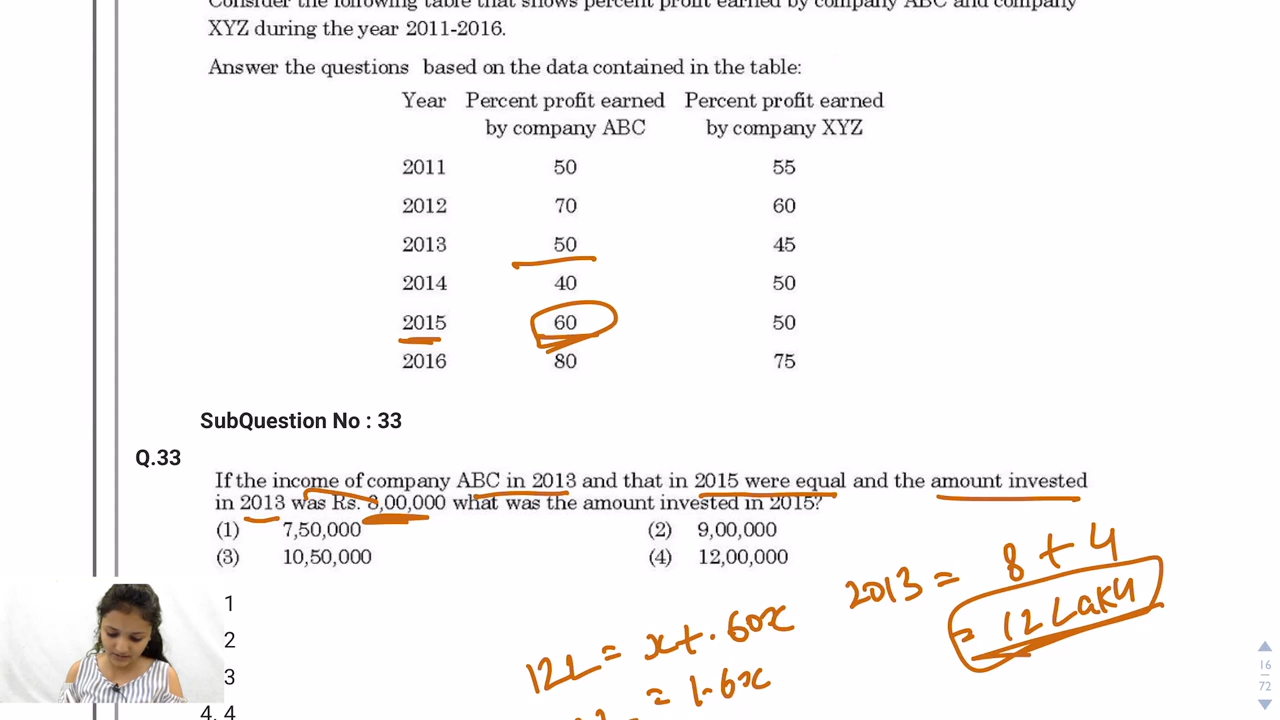 Consider the following table that shows percent profit earned by company ABC and company
XYZ during the year 2011-2016.
Answer the questions based on the data contained in the table:
Year Percent profit earned by company ABC Percent profit earned by company XYZ
2011 50 55
2012 70 60
2013 50 45
2014 40 50
2015 60 50
2016 80 75
SubQuestion No : 33
Q.33
If the income of company ABC in 2013 and that in 2015 were equal and the amount invested
in 2013 was Rs. 8,00,000 what was the amount invested in 2015?
(1) 7,50,000 (2) 9,00,000
(3) 10,50,000 (4) 12,00,000
1
2
3
4. 4
2013 = 8 + 4
= 12 Lakh
12L = x + .60x
= 1.6x
16
72